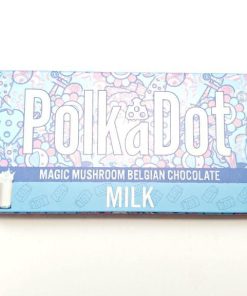 PolkaDot
MAGIC MUSHROOM BELGIAN CHOCOLATE
MILK